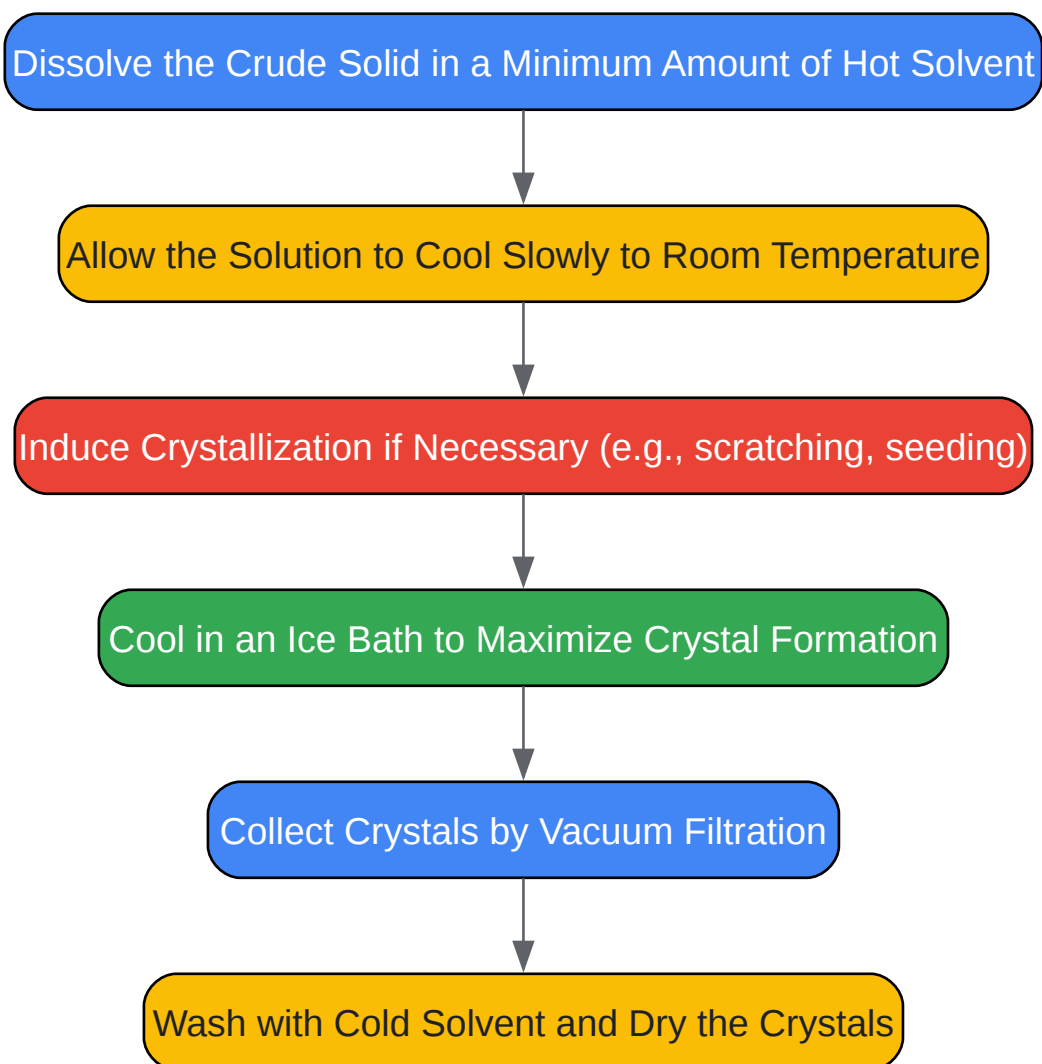 Dissolve the Crude Solid in a Minimum Amount of Hot Solvent
Allow the Solution to Cool Slowly to Room Temperature
Induce Crystallization if Necessary (e.g., scratching, seeding)
Cool in an Ice Bath to Maximize Crystal Formation
Collect Crystals by Vacuum Filtration
Wash with Cold Solvent and Dry the Crystals